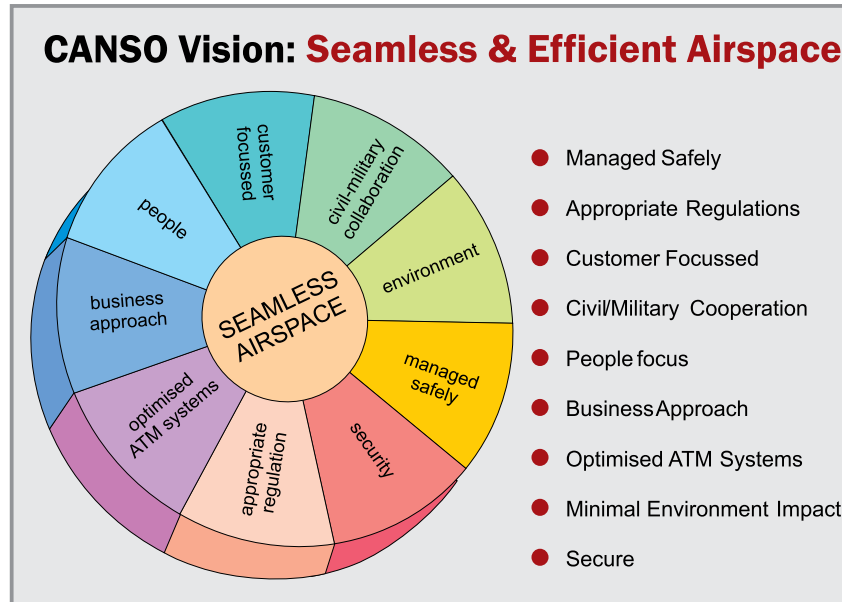 CANSO Vision: Seamless & Efficient Airspace
customer
focussed
civil-military
collaboration
environment
managed
safely
security
appropriate
regulation
optimised
ATM systems
business
approach
people
SEAMLESS
AIRSPACE
Managed Safely
Appropriate Regulations
Customer Focussed
Civil/Military Cooperation
People focus
Business Approach
Optimised ATM Systems
Minimal Environment Impact
Secure